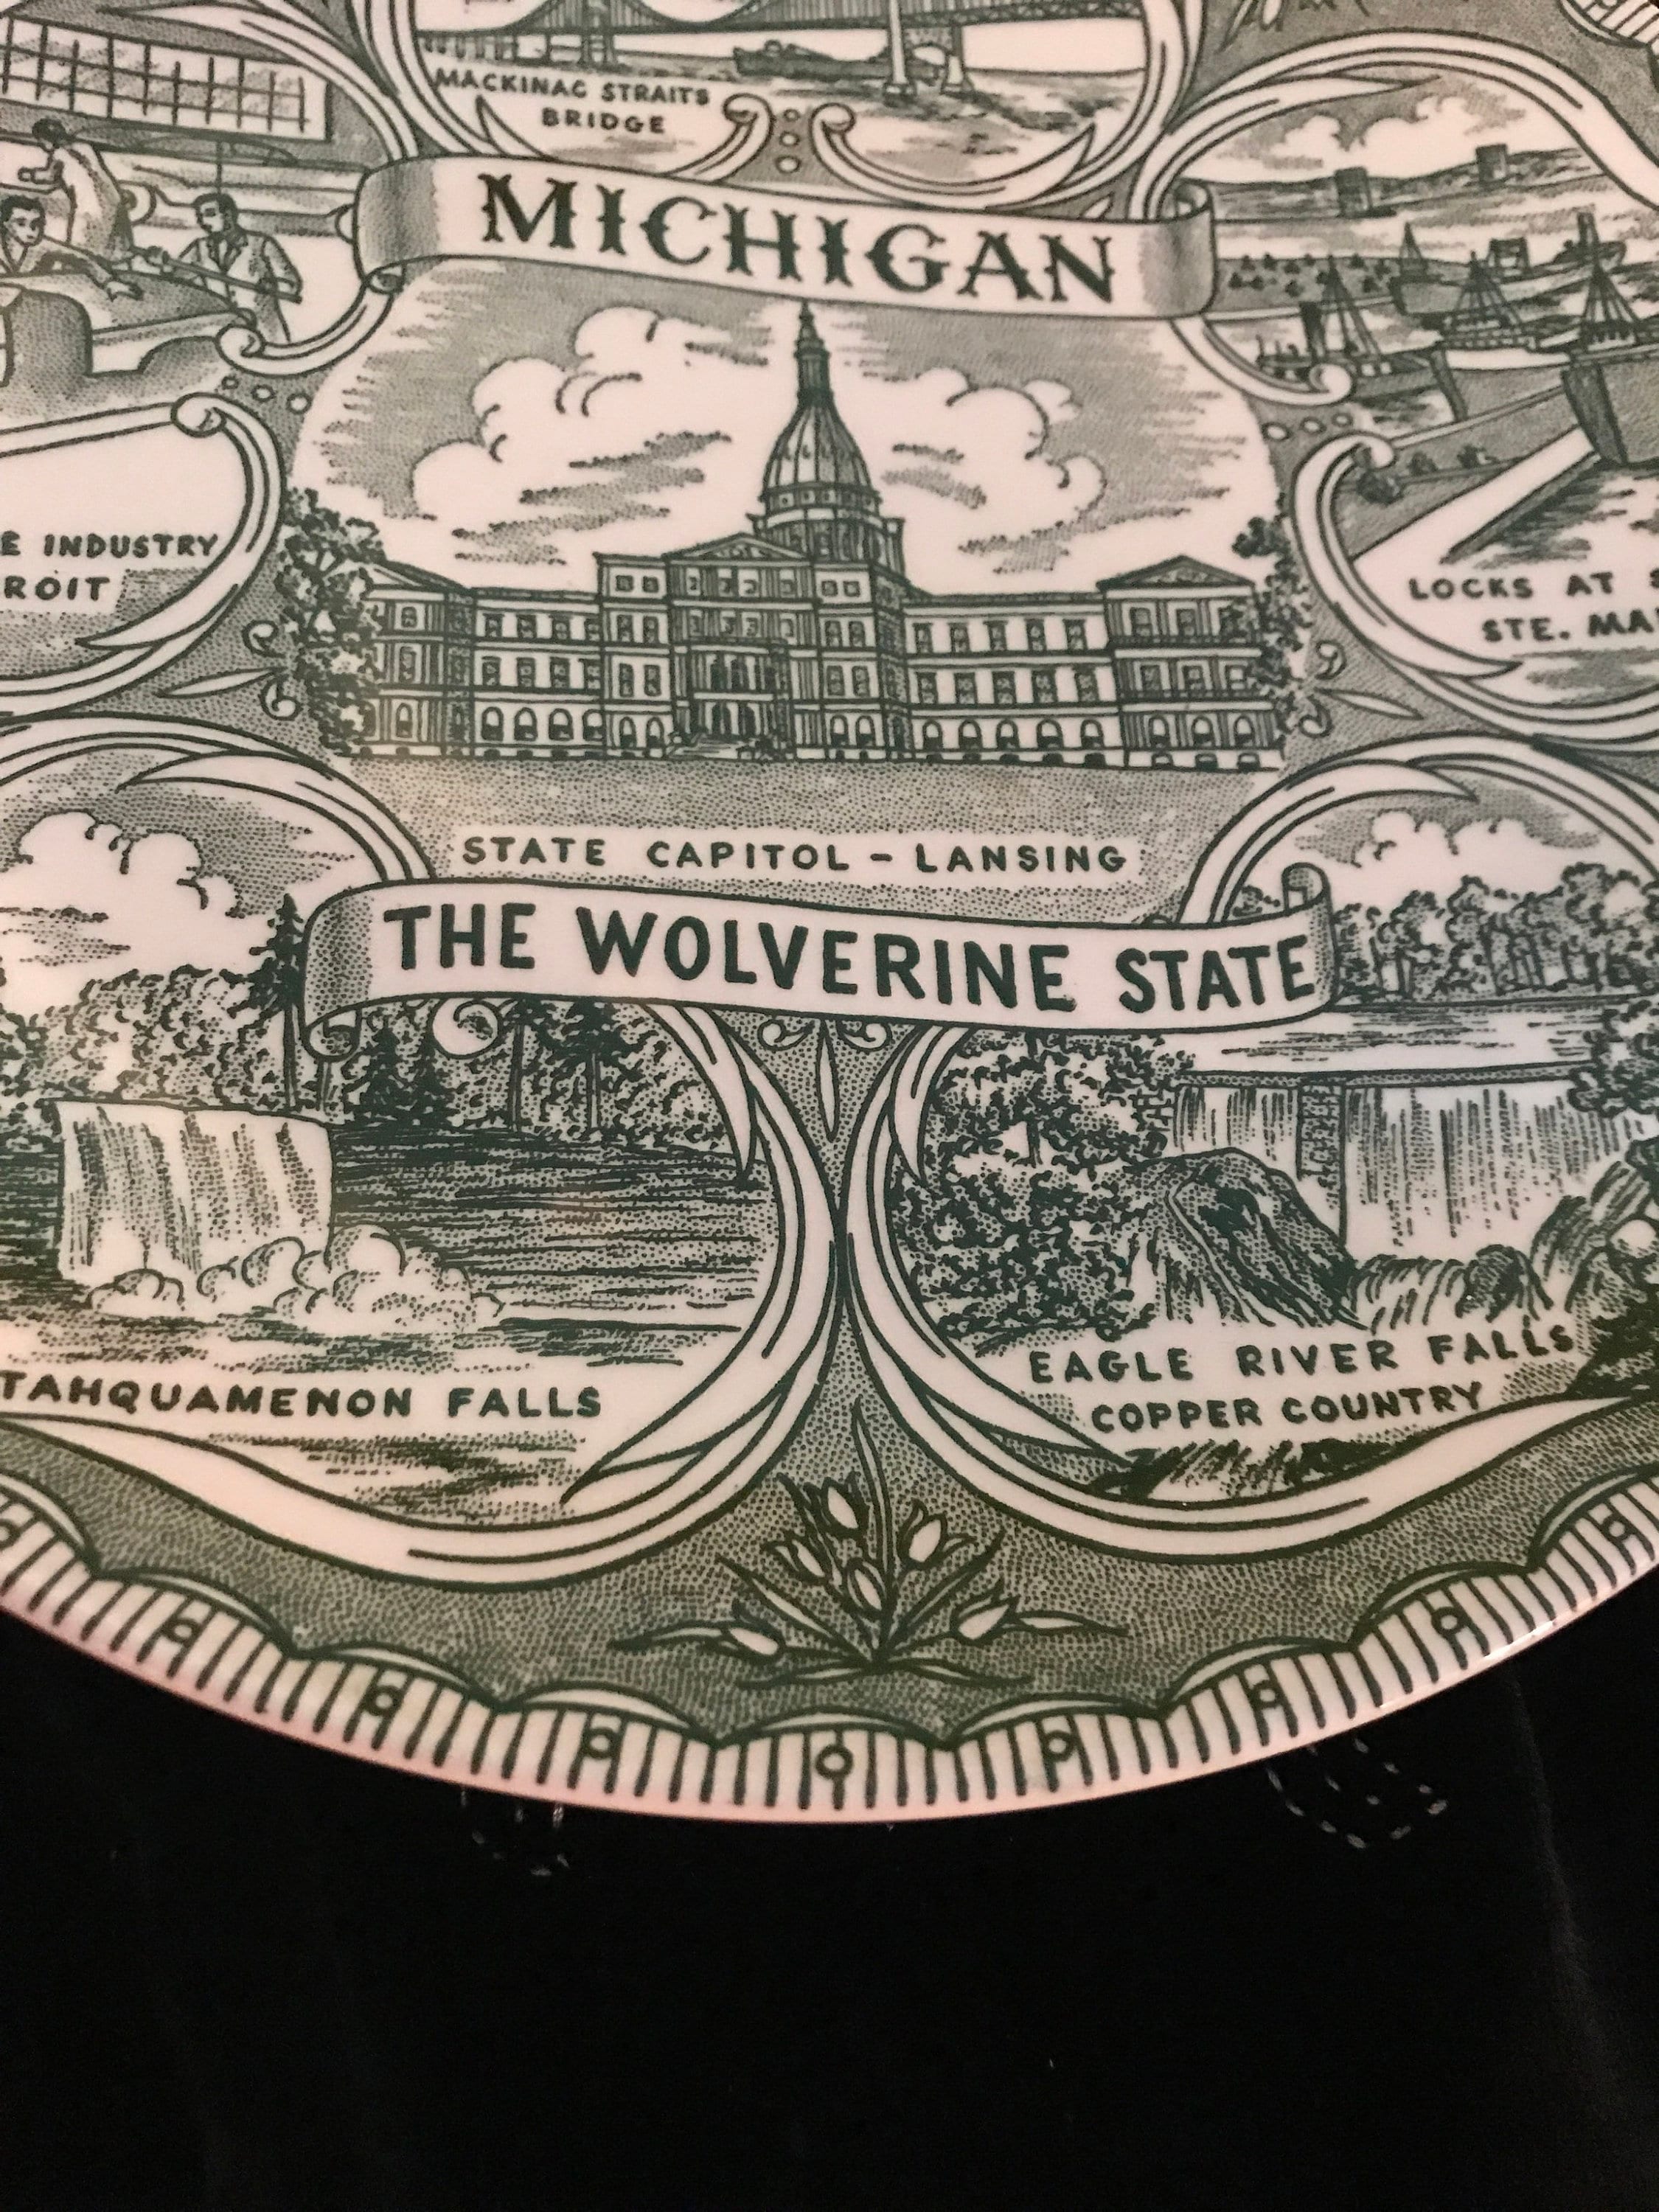 MACKINAC STRAITS
BRIDGE
MICHIGAN
E INDUSTRY
ROIT
LOCKS AT
STE. MA
STATE CAPITOL - LANSING
THE WOLVERINE STATE
TAHQUAMENON FALLS
EAGLE RIVER FALLS
COPPER COUNTRY